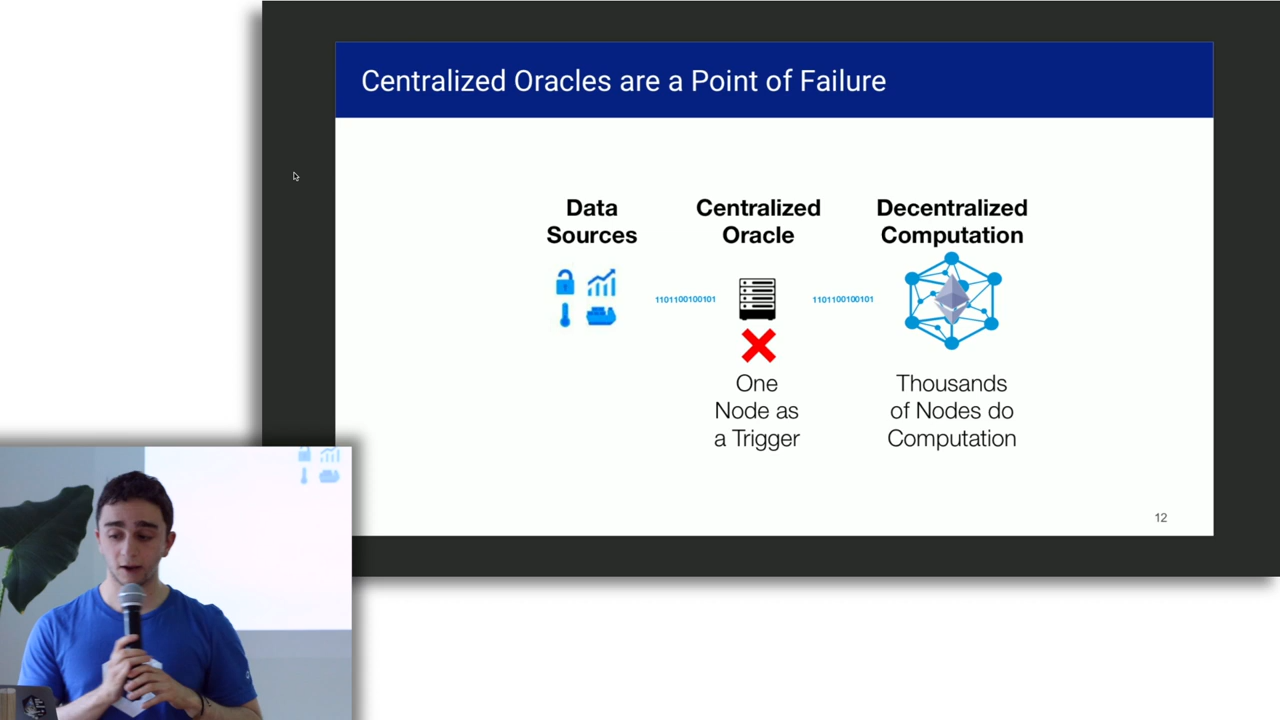 Centralized Oracles are a Point of Failure
Data
Sources
Centralized
Oracle
Decentralized
Computation
1101100100101
1101100100101
One
Node as
a Trigger
Thousands
of Nodes do
Computation
12